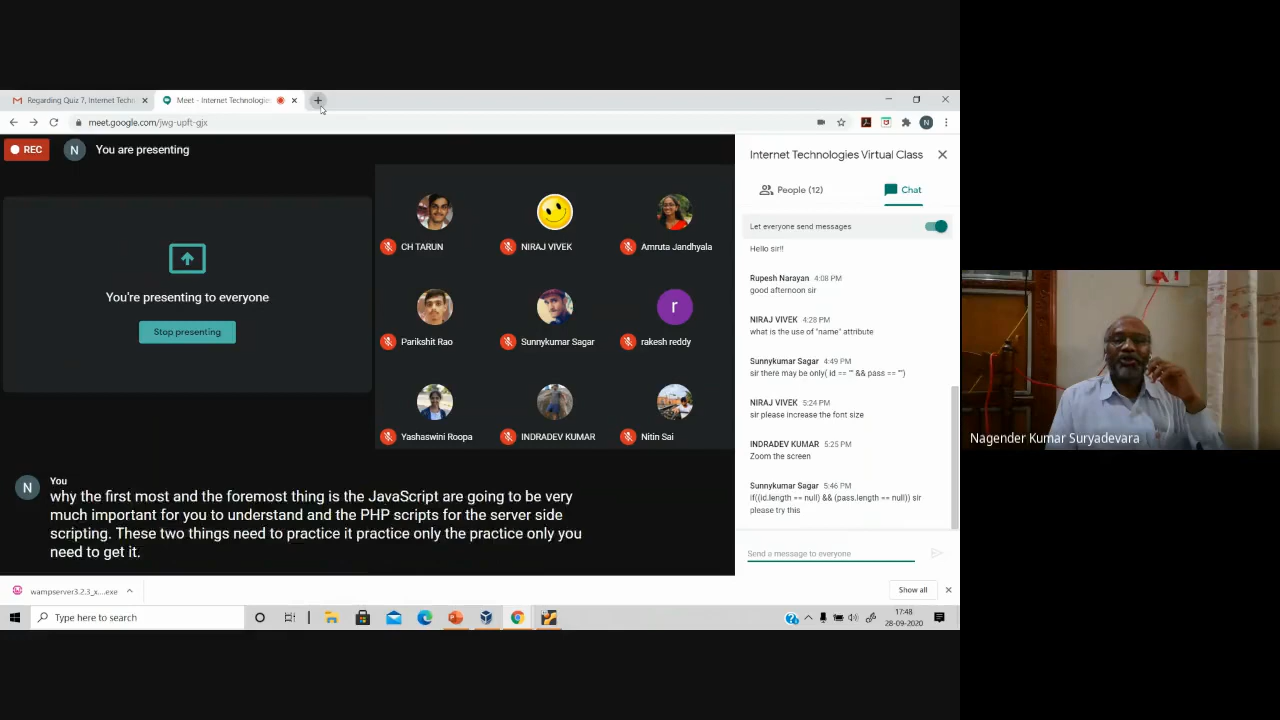 Regarding Quiz 7, Internet Techn
Meet - Internet Technologies
meet.google.com/jwg-upft-gjx
REC
N
You are presenting
Internet Technologies Virtual Class
People (12)
Chat
Let everyone send messages
Hello sir!!
Rupesh Narayan 4:08 PM
good afternoon sir
NIRAJ VIVEK 4:28 PM
what is the use of "name" attribute
Sunnykumar Sagar 4:49 PM
sir there may be only( id == "" && pass == "")
NIRAJ VIVEK 5:24 PM
sir please increase the font size
INDRADEV KUMAR 5:25 PM
Zoom the screen
Sunnykumar Sagar 5:46 PM
if((id.length == null) && (pass.length == null)) sir
please try this
Send a message to everyone
You're presenting to everyone
Stop presenting
CH TARUN
NIRAJ VIVEK
Amruta Jandhyala
r
Parikshit Rao
Sunnykumar Sagar
rakesh reddy
Yashaswini Roopa
INDRADEV KUMAR
Nitin Sai
N
You
why the first most and the foremost thing is the JavaScript are going to be very
much important for you to understand and the PHP scripts for the server side
scripting. These two things need to practice it practice only the practice only you
need to get it.
wampserver3.2.3_x....exe
Show all
Type here to search
17:48
28-09-2020
Nagender Kumar Suryadevara